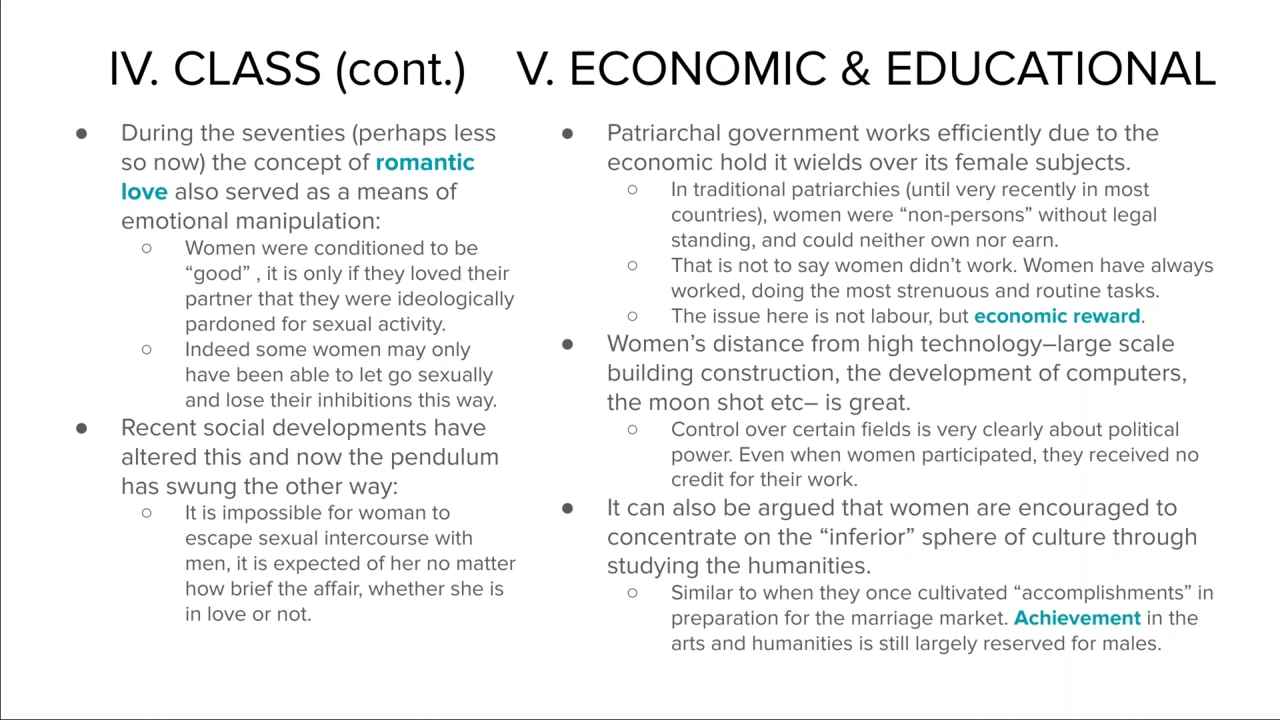 IV. CLASS (cont.)
● During the seventies (perhaps less
so now) the concept of romantic
love also served as a means of
emotional manipulation:
○ Women were conditioned to be
“good” , it is only if they loved their
partner that they were ideologically
pardoned for sexual activity.
○ Indeed some women may only
have been able to let go sexually
and lose their inhibitions this way.
● Recent social developments have
altered this and now the pendulum
has swung the other way:
○ It is impossible for woman to
escape sexual intercourse with
men, it is expected of her no matter
how brief the affair, whether she is
in love or not.
V. ECONOMIC & EDUCATIONAL
● Patriarchal government works efficiently due to the
economic hold it wields over its female subjects.
○ In traditional patriarchies (until very recently in most
countries), women were “non-persons” without legal
standing, and could neither own nor earn.
○ That is not to say women didn’t work. Women have always
worked, doing the most strenuous and routine tasks.
○ The issue here is not labour, but economic reward.
● Women’s distance from high technology–large scale
building construction, the development of computers,
the moon shot etc– is great.
○ Control over certain fields is very clearly about political
power. Even when women participated, they received no
credit for their work.
● It can also be argued that women are encouraged to
concentrate on the “inferior” sphere of culture through
studying the humanities.
○ Similar to when they once cultivated “accomplishments” in
preparation for the marriage market. Achievement in the
arts and humanities is still largely reserved for males.